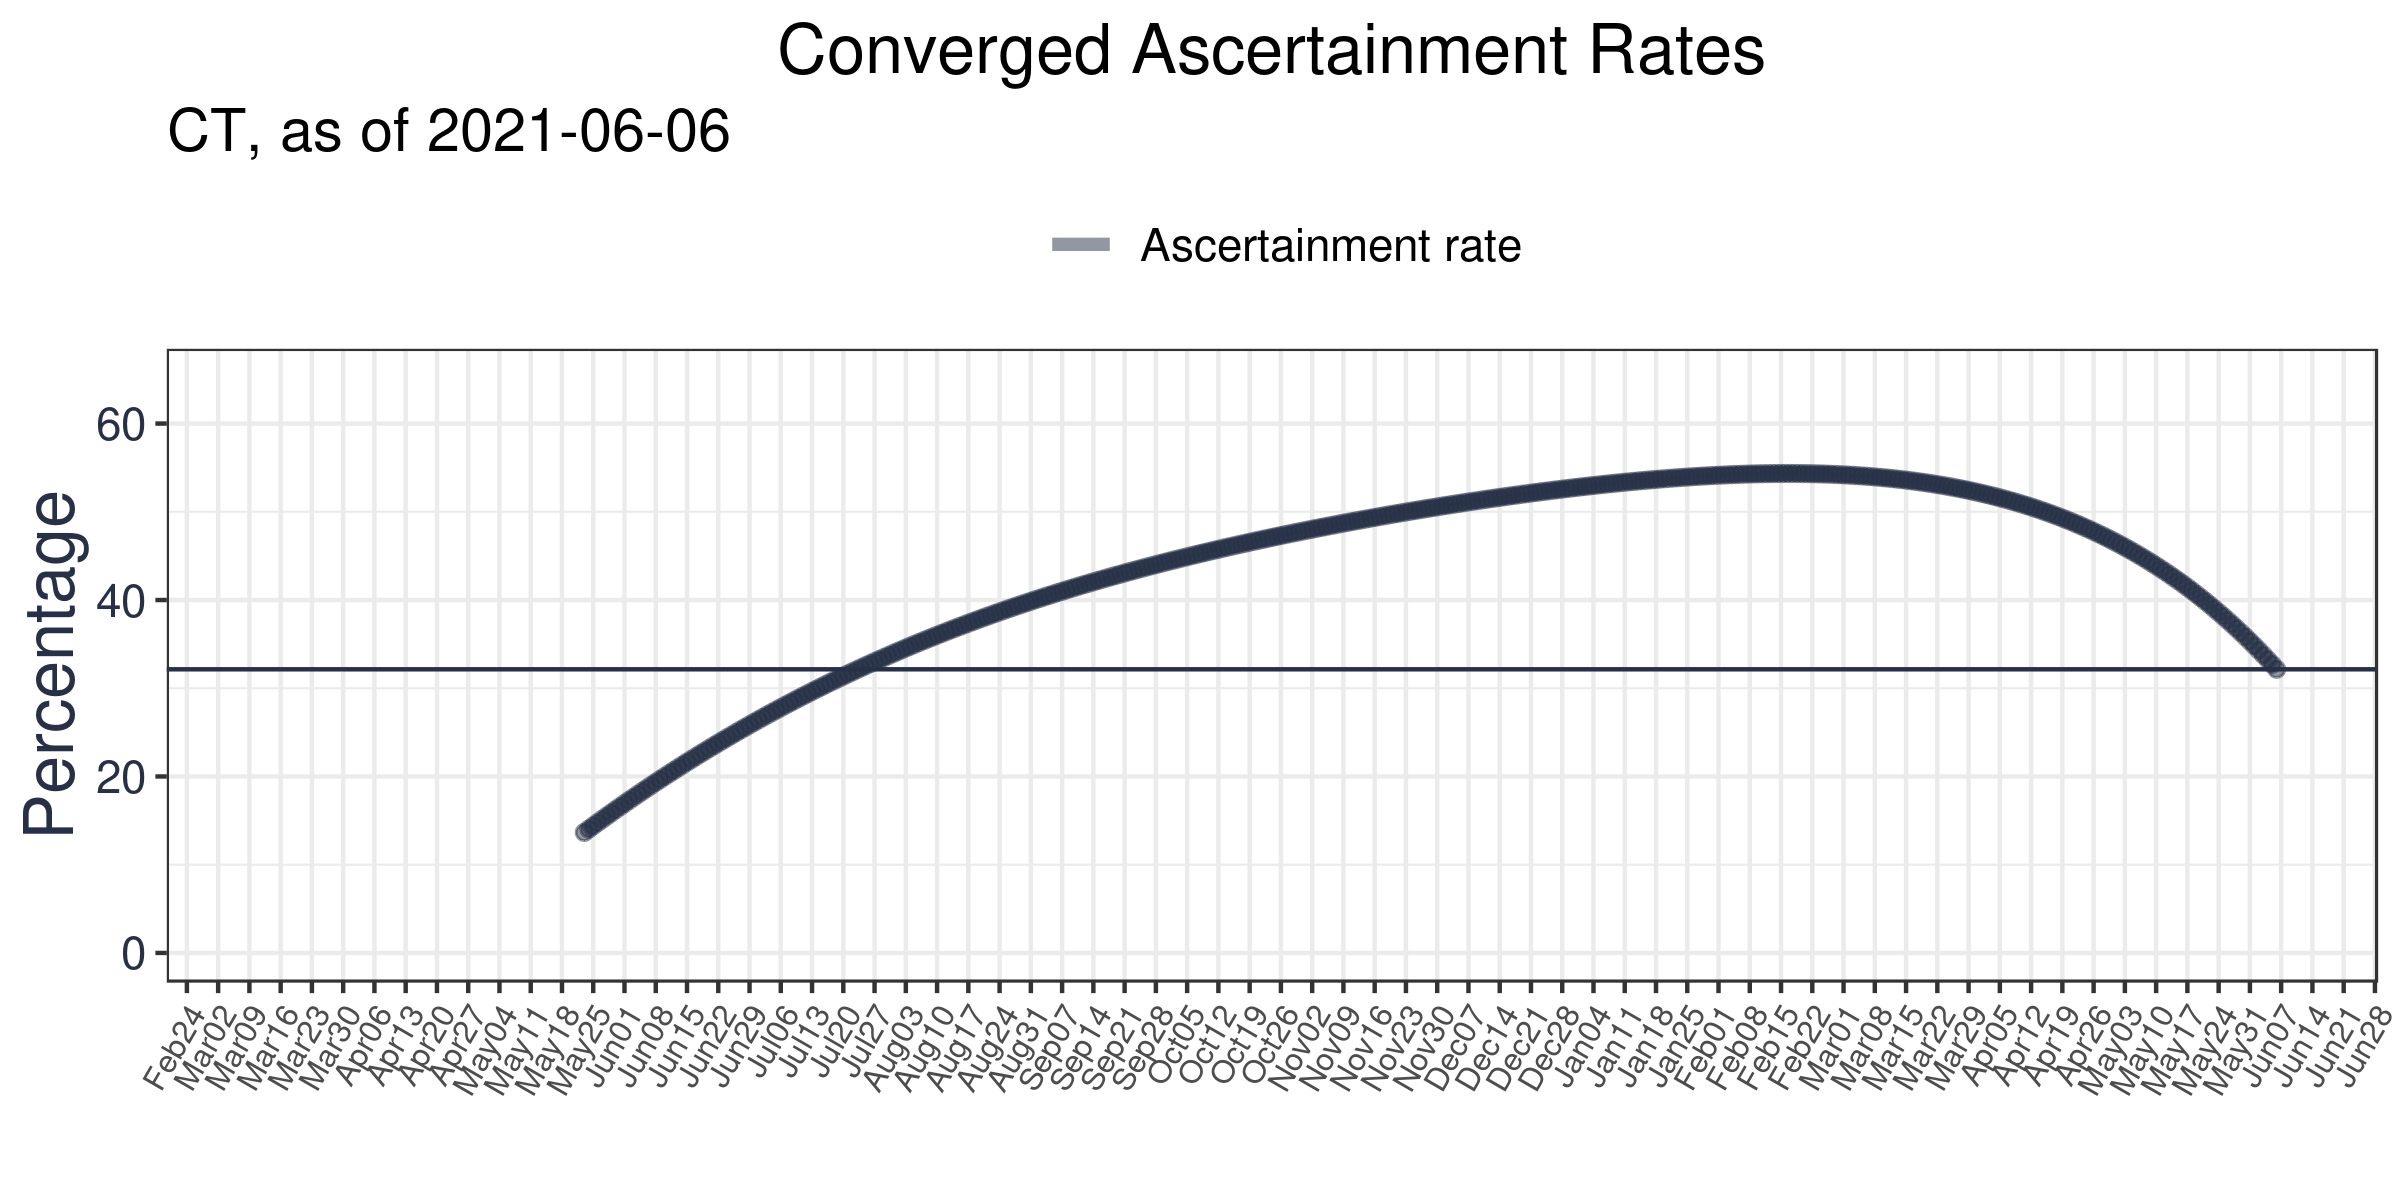 Converged Ascertainment Rates
CT, as of 2021-06-06
Ascertainment rate
Percentage
60
40
20
0
Feb24
Mar02
Mar09
Mar16
Mar23
Mar30
Apr06
Apr13
Apr20
Apr27
May04
May11
May18
May25
Jun01
Jun08
Jun15
Jun22
Jun29
Jul06
Jul13
Jul20
Jul27
Aug03
Aug10
Aug17
Aug24
Aug31
Sep07
Sep14
Sep21
Sep28
Oct05
Oct12
Oct19
Oct26
Nov02
Nov09
Nov16
Nov23
Nov30
Dec07
Dec14
Dec21
Dec28
Jan04
Jan11
Jan18
Jan25
Feb01
Feb08
Feb15
Feb22
Mar01
Mar08
Mar15
Mar22
Mar29
Apr05
Apr12
Apr19
Apr26
May03
May10
May17
May24
May31
Jun07
Jun14
Jun21
Jun28